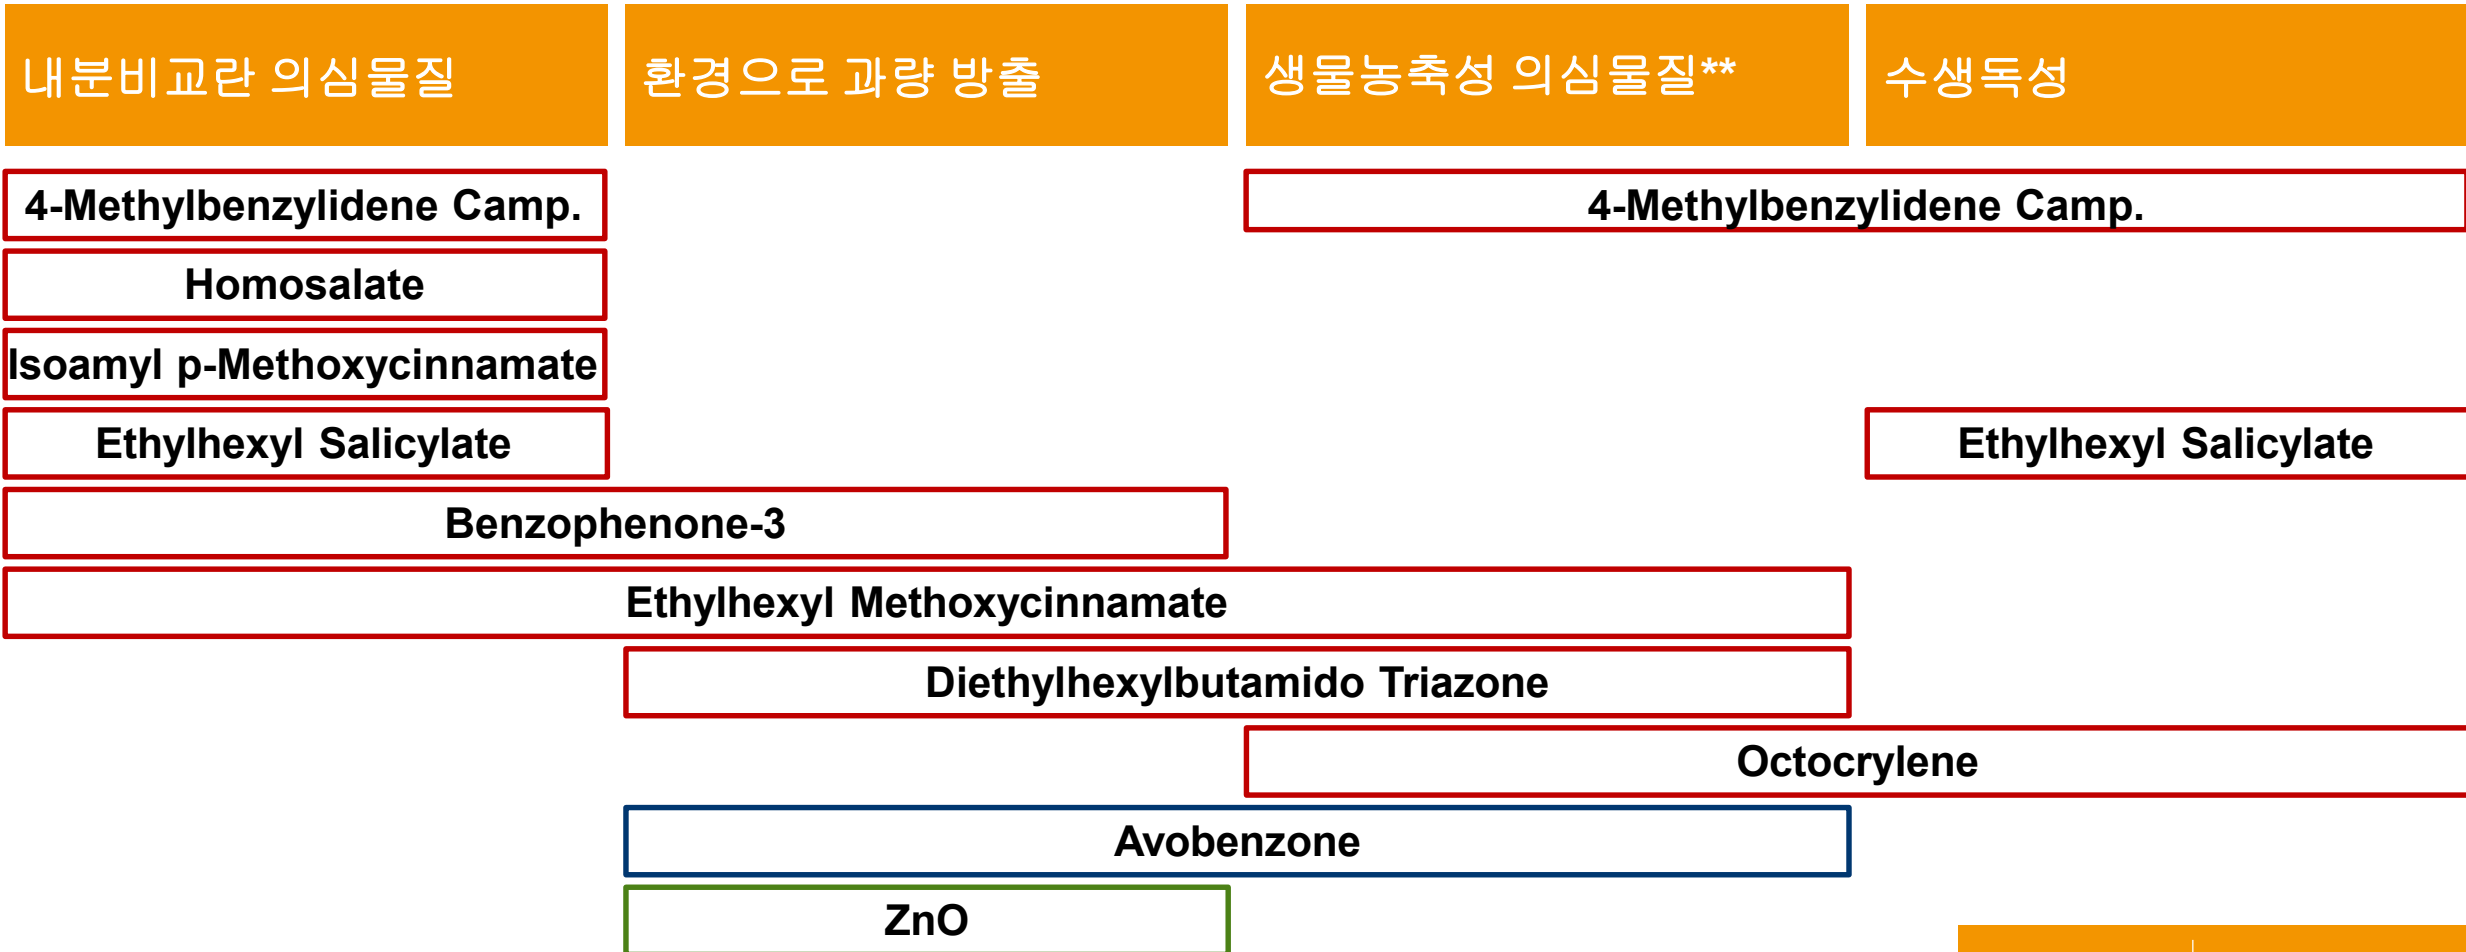 내분비교란 의심물질
환경으로 과량 방출
생물농축성 의심물질**
수생독성
4-Methylbenzylidene Camp.
4-Methylbenzylidene Camp.
Homosalate
Isoamyl p-Methoxycinnamate
Ethylhexyl Salicylate
Ethylhexyl Salicylate
Benzophenone-3
Ethylhexyl Methoxycinnamate
Diethylhexylbutamido Triazone
Octocrylene
Avobenzone
ZnO